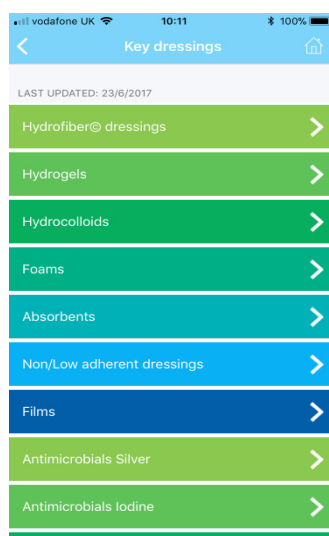 vodafone UK 10:11 100%
Key dressings
LAST UPDATED: 23/6/2017
Hydrofiber© dressings
Hydrogels
Hydrocolloids
Foams
Absorbents
Non/Low adherent dressings
Films
Antimicrobials Silver
Antimicrobials Iodine